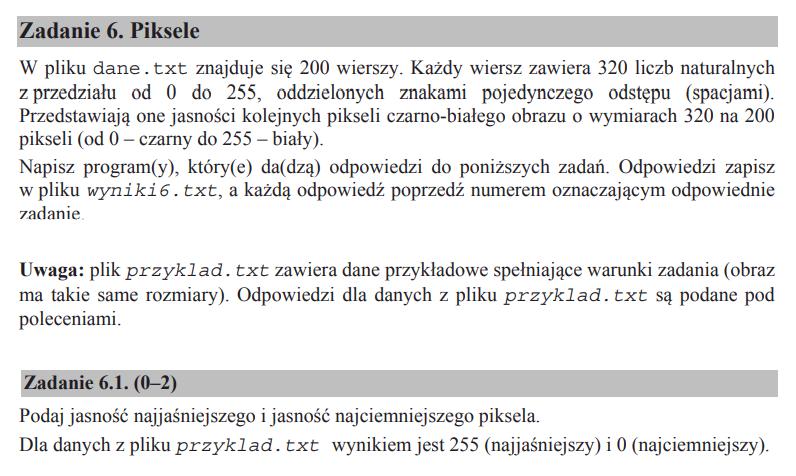 Zadanie 6. Piksele
W pliku dane.txt znajduje się 200 wierszy. Każdy wiersz zawiera 320 liczb naturalnych
z przedziału od 0 do 255, oddzielonych znakami pojedynczego odstępu (spacjami).
Przedstawiają one jasności kolejnych pikseli czarno-białego obrazu o wymiarach 320 na 200
pikseli (od 0 – czarny do 255 – biały).
Napisz program(y), który(e) da(dzą) odpowiedzi do poniższych zadań. Odpowiedzi zapisz
w pliku wyniki6.txt, a każdą odpowiedź poprzedź numerem oznaczającym odpowiednie
zadanie.
Uwaga: plik przyklad.txt zawiera dane przykładowe spełniające warunki zadania (obraz
ma takie same rozmiary). Odpowiedzi dla danych z pliku przyklad.txt są podane pod
poleceniami.
Zadanie 6.1. (0–2)
Podaj jasność najjaśniejszego i jasność najciemniejszego piksela.
Dla danych z pliku przyklad.txt wynikiem jest 255 (najjaśniejszy) i 0 (najciemniejszy).